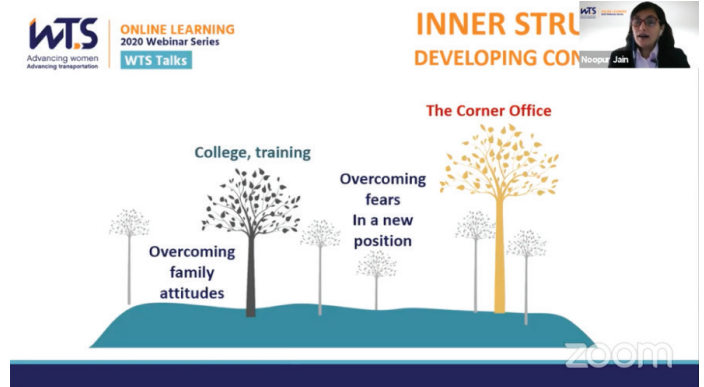 WTS
Advancing women
Advancing transportation
ONLINE LEARNING
2020 Webinar Series
WTS Talks
INNER STRU
DEVELOPING CON
WTS
Noopur Jain
The Corner Office
College, training
Overcoming
fears
In a new
position
Overcoming
family
attitudes
zoom